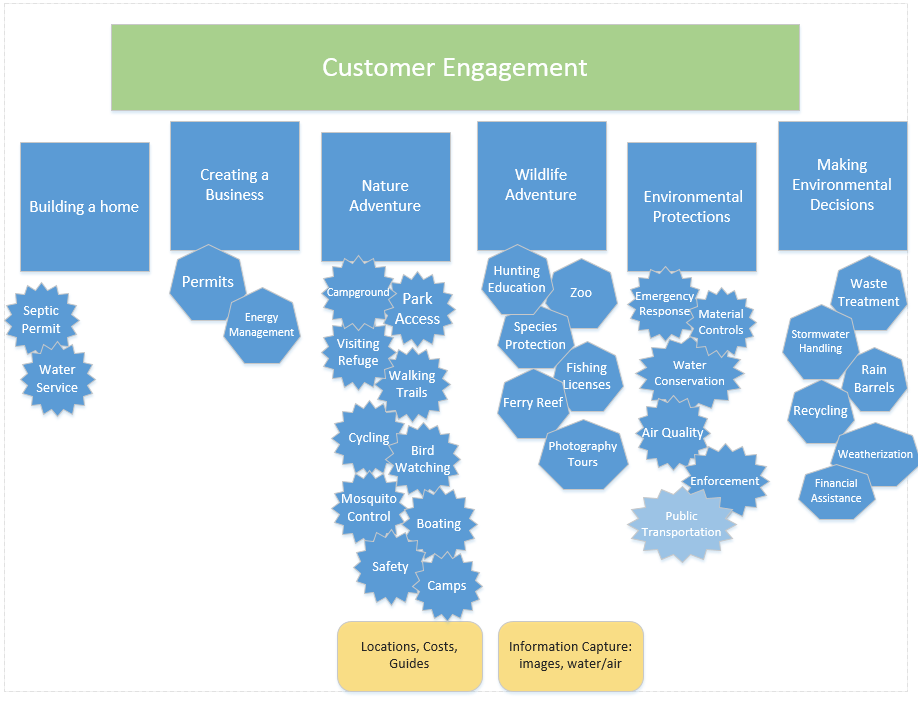 Customer Engagement
Building a home
Creating a
Business
Nature
Adventure
Wildlife
Adventure
Environmental
Protections
Making
Environmental
Decisions
Septic
Permit
Water
Service
Permits
Energy
Management
Campground
Park
Access
Visiting
Refuge
Walking
Trails
Cycling
Bird
Watching
Mosquito
Control
Boating
Safety
Camps
Hunting
Education
Zoo
Species
Protection
Fishing
Licenses
Ferry Reef
Photography
Tours
Emergency
Response
Material
Controls
Water
Conservation
Air Quality
Enforcement
Public
Transportation
Waste
Treatment
Stormwater
Handling
Rain
Barrels
Recycling
Weatherization
Financial
Assistance
Locations, Costs,
Guides
Information Capture:
images, water/air